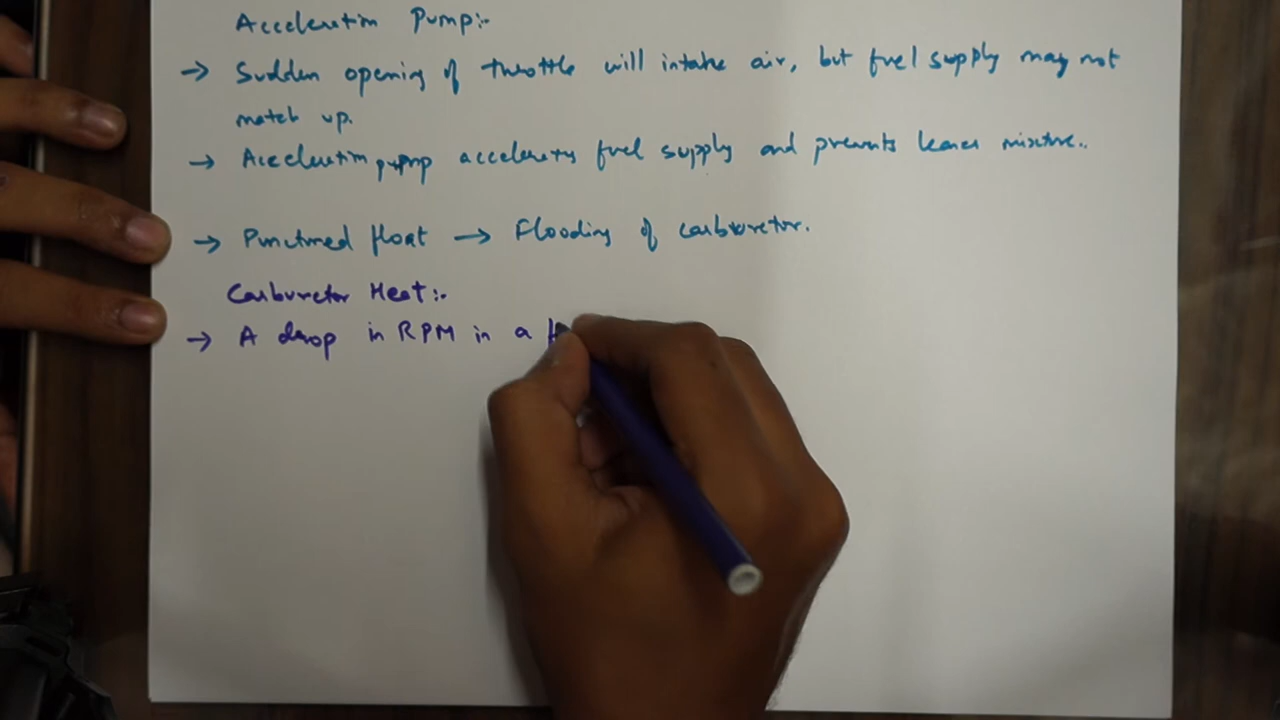 Acceleration Pump:-
→ Sudden opening of throttle will intake air, but fuel supply may not
match up.
→ Acceleration pump accelerates fuel supply and prevents leaner mixture..
→ Punctured float → Flooding of carburetor.
Carburetor Heat:-
→ A drop in RPM in a